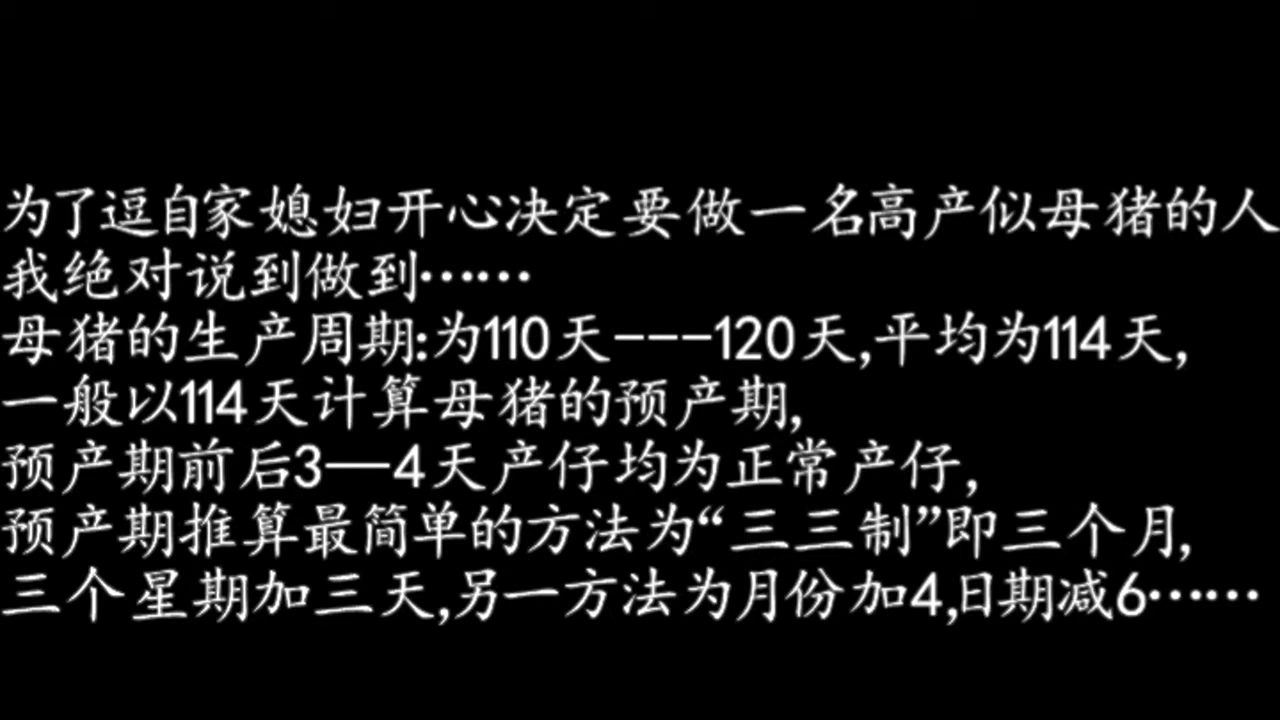 为了逗自家媳妇开心决定要做一名高产似母猪的人
我绝对说到做到……
母猪的生产周期:为110天---120天,平均为114天,
一般以114天计算母猪的预产期,
预产期前后3—4天产仔均为正常产仔,
预产期推算最简单的方法为“三三制”即三个月,
三个星期加三天,另一方法为月份加4,日期减6……